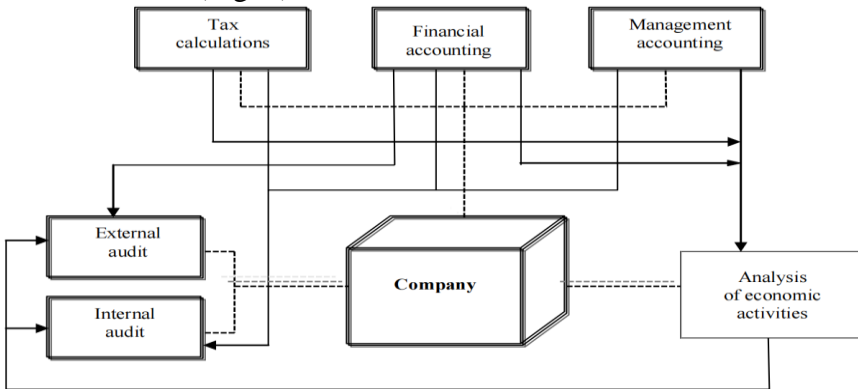 Tax
calculations
Financial
accounting
Management
accounting
External
audit
Internal
audit
Company
Analysis
of economic
activities